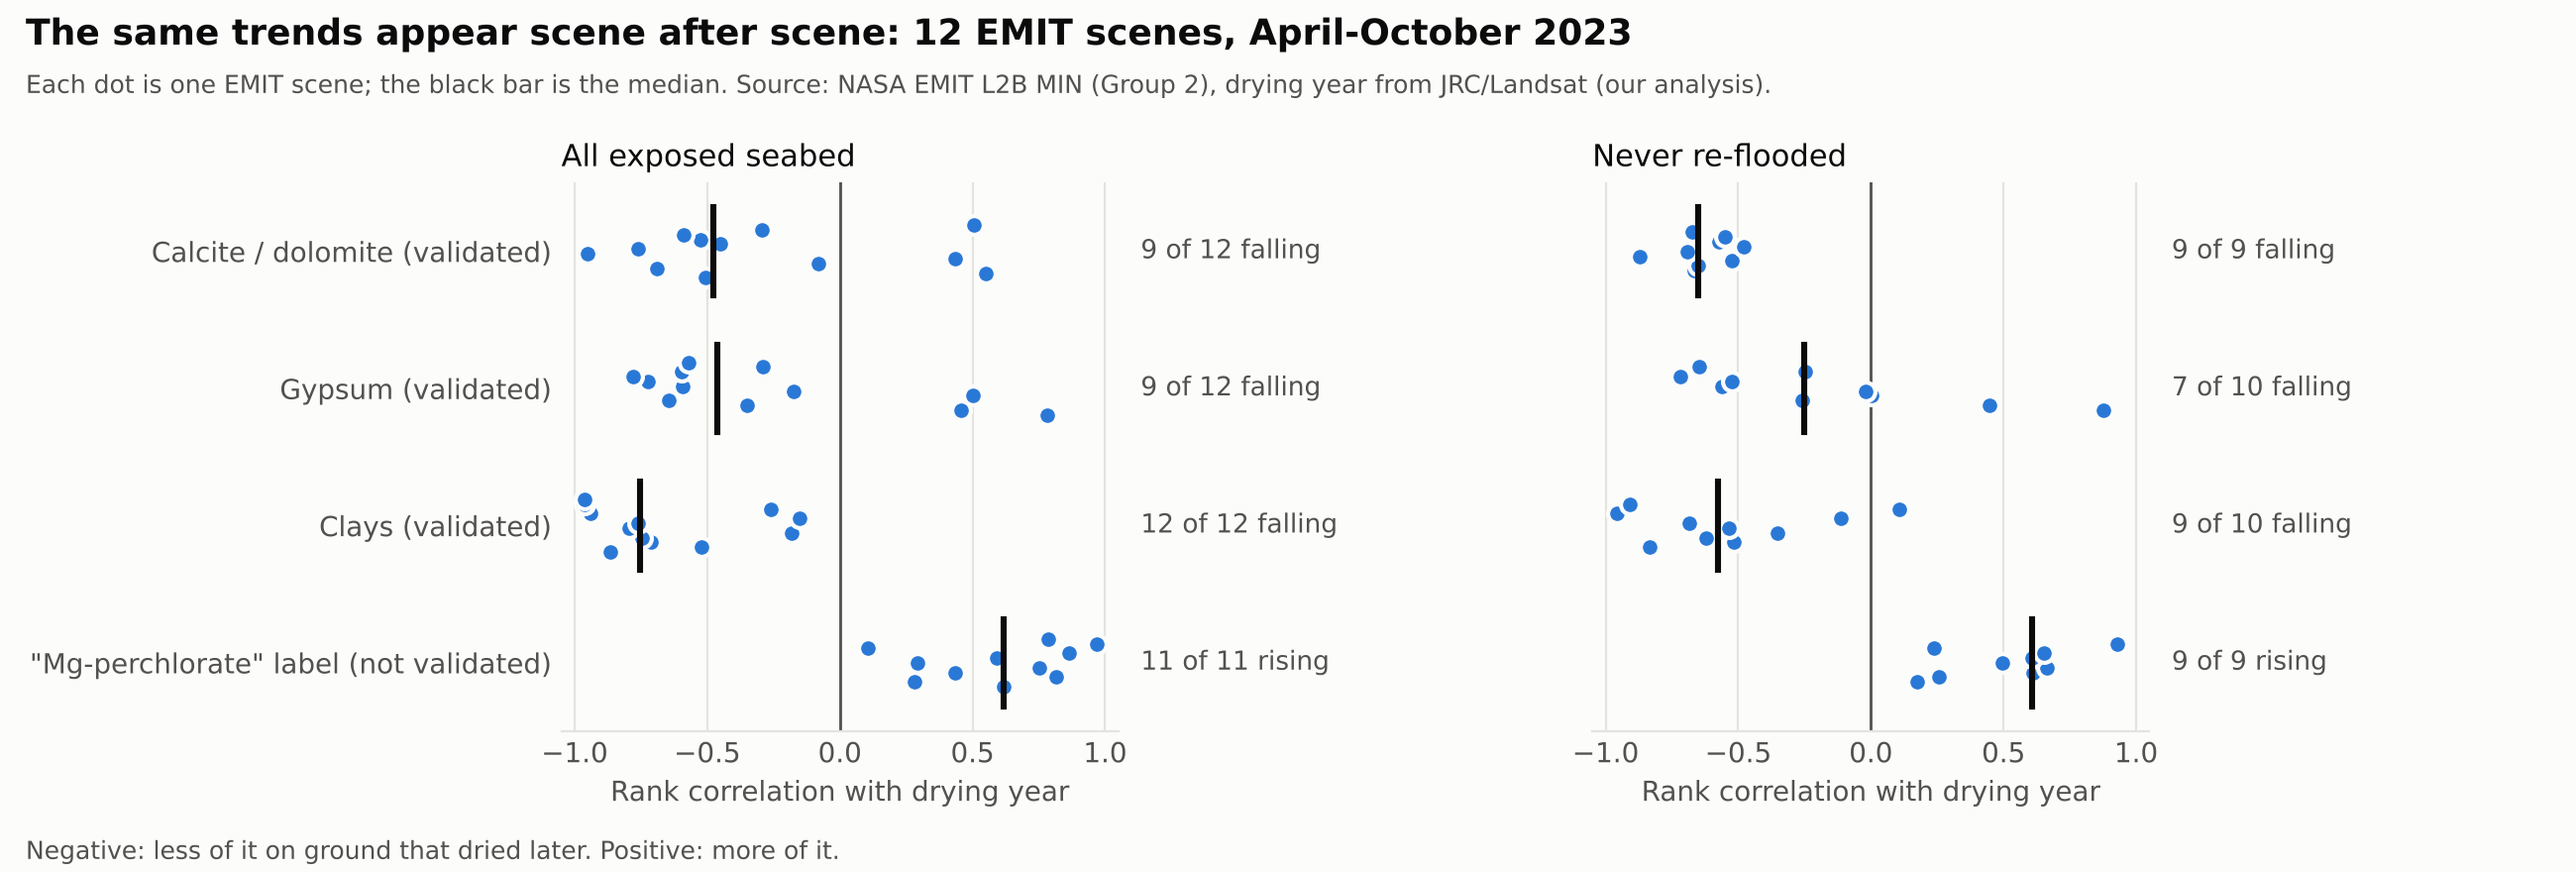 The same trends appear scene after scene: 12 EMIT scenes, April-October 2023
Each dot is one EMIT scene; the black bar is the median. Source: NASA EMIT L2B MIN (Group 2), drying year from JRC/Landsat (our analysis).
All exposed seabed
Never re-flooded
Calcite / dolomite (validated)
9 of 12 falling
9 of 9 falling
Gypsum (validated)
9 of 12 falling
7 of 10 falling
Clays (validated)
12 of 12 falling
9 of 10 falling
"Mg-perchlorate" label (not validated)
11 of 11 rising
9 of 9 rising
−1.0 −0.5 0.0 0.5 1.0
−1.0 −0.5 0.0 0.5 1.0
Rank correlation with drying year
Rank correlation with drying year
Negative: less of it on ground that dried later. Positive: more of it.